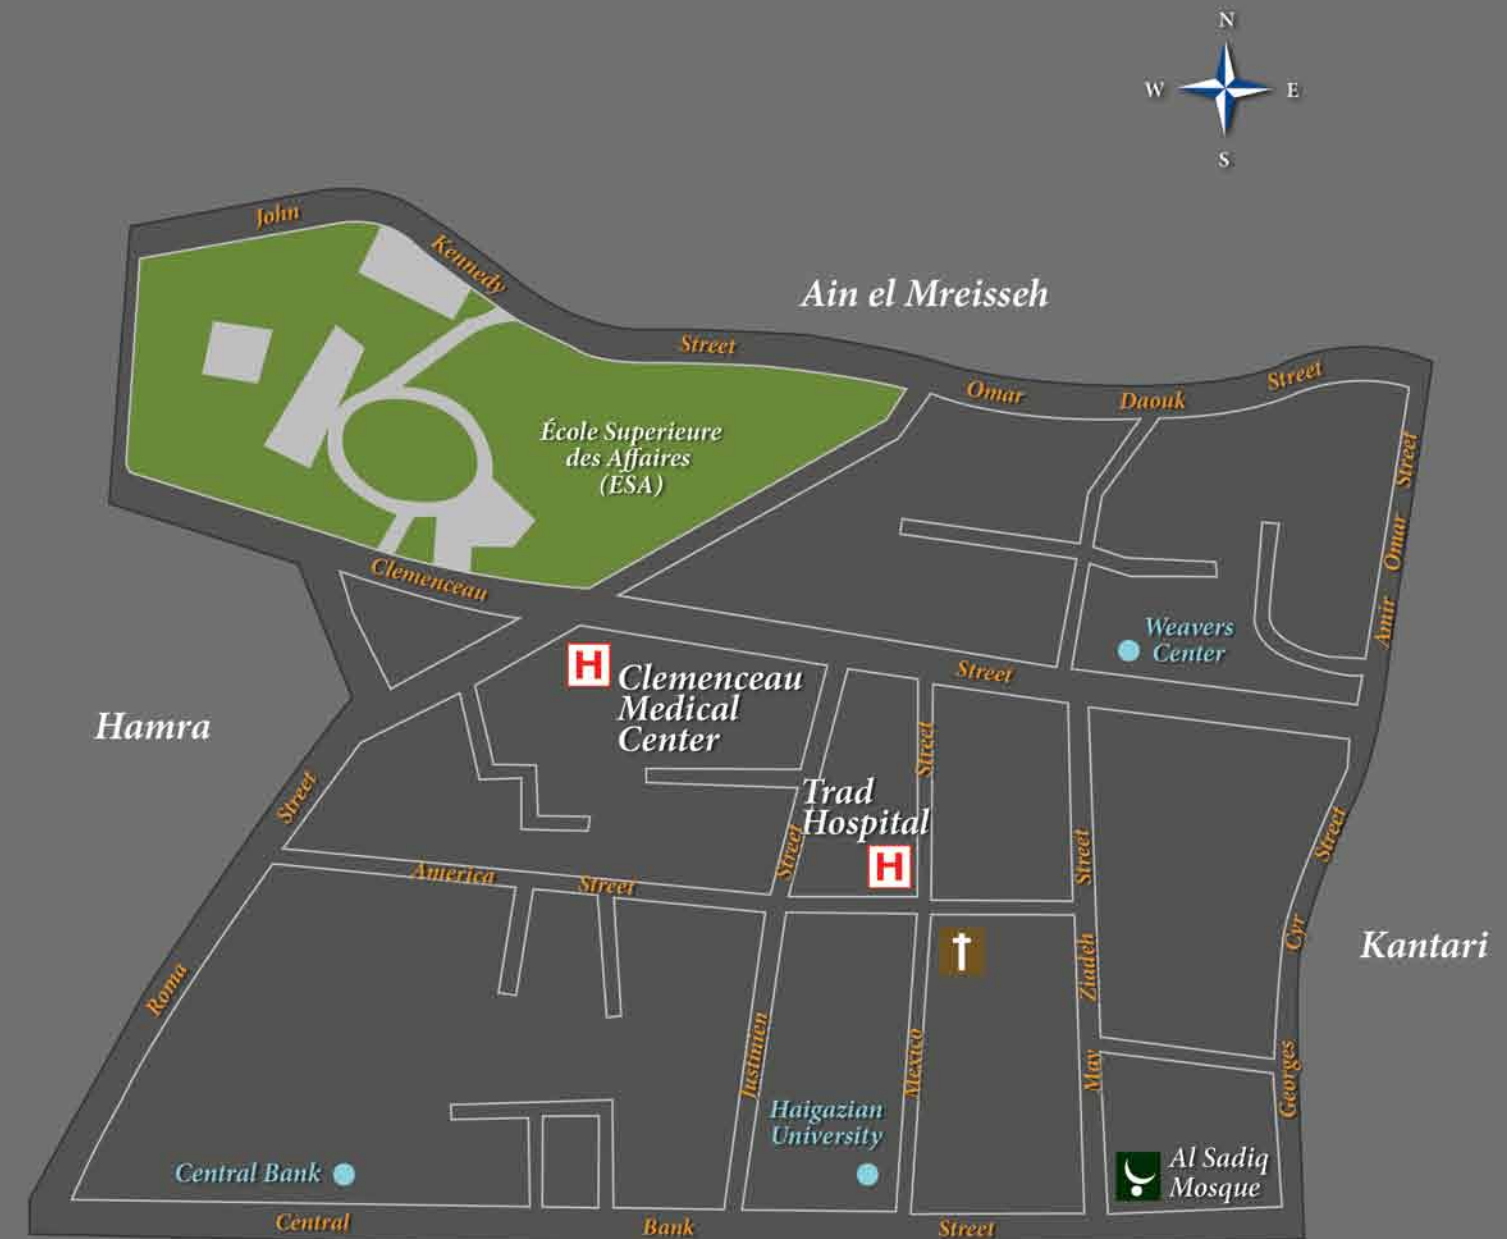 N
W E
S
John Kennedy Street
Ain el Mreisseh
Omar Daouk Street
École Superieure
des Affaires
(ESA)
Amir Omar Street
Clemenceau Street
Weavers
Center
H
Clemenceau
Medical
Center
Hamra
Trad
Hospital
H
America Street
Roma Street
Justinien Street
Mexico Street
May Ziadeh Street
Georges Cyr Street
Kantari
Haigazian
University
Central Bank
Al Sadiq
Mosque
Central Bank Street